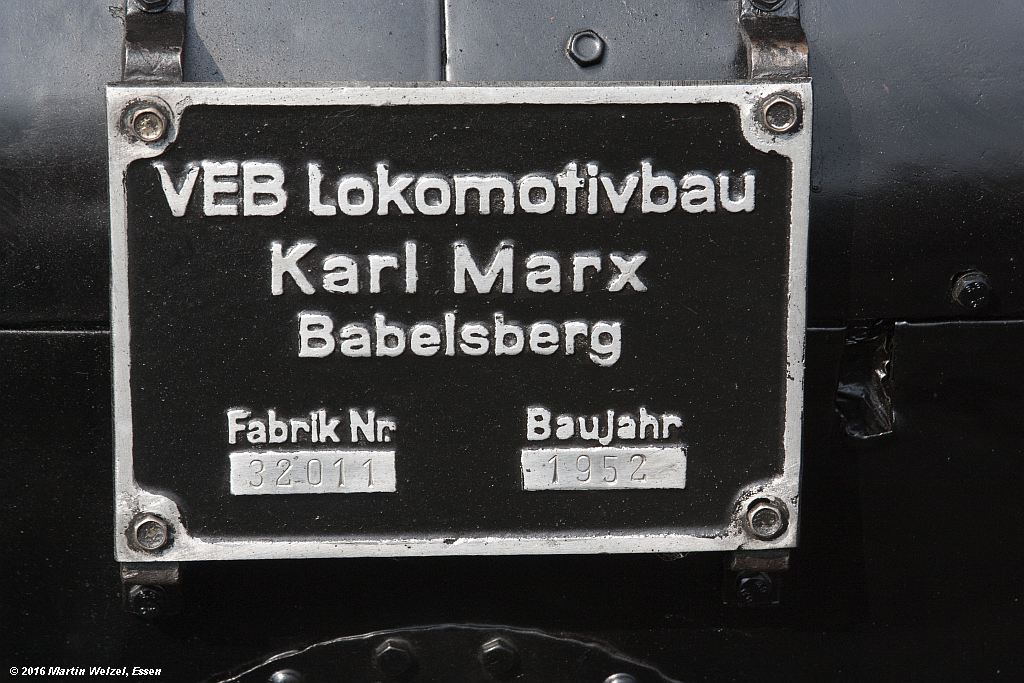 VEB Lokomotivbau
Karl Marx
Babelsberg
Fabrik Nr. Baujahr
32011 1952
© 2016 Martin Welzel, Essen